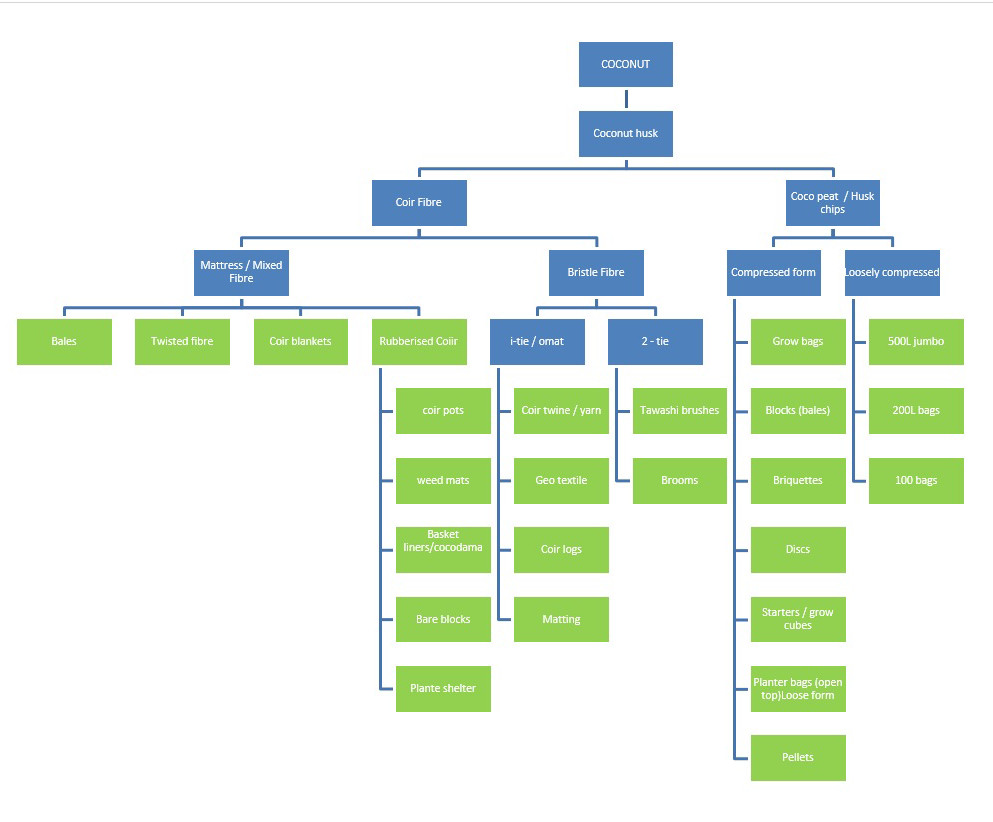 COCONUT
Coconut husk
Coir Fibre
Coco peat / Husk
chips
Mattress / Mixed
Fibre
Bristle Fibre
Compressed form
Loosely compressed
Bales
Twisted fibre
Coir blankets
Rubberised Coiir
i-tie / omat
2 - tie
Grow bags
500L jumbo
coir pots
Coir twine / yarn
Tawashi brushes
Blocks (bales)
200L bags
weed mats
Geo textile
Brooms
Briquettes
100 bags
Basket
liners/cocodama
Coir logs
Discs
Bare blocks
Matting
Starters / grow
cubes
Plante shelter
Planter bags (open
top)Loose form
Pellets